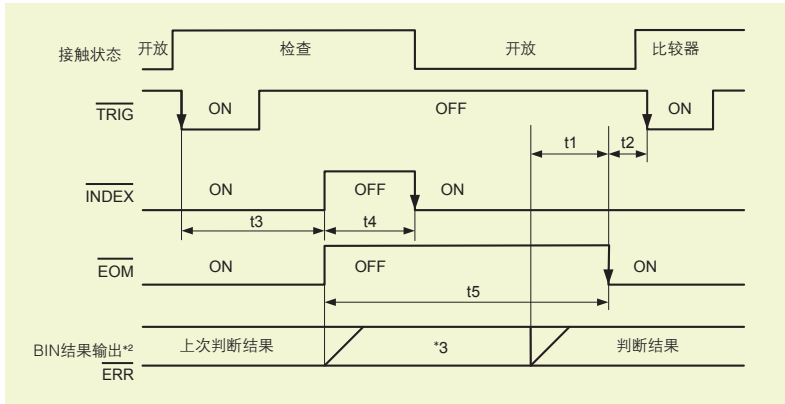 接触状态 开放 检查 开放 比较器
TRIG ON OFF ON
t1 t2
INDEX ON OFF ON
t3 t4
EOM ON OFF ON
t5
BIN结果输出*2 上次判断结果 *3 判断结果
ERR